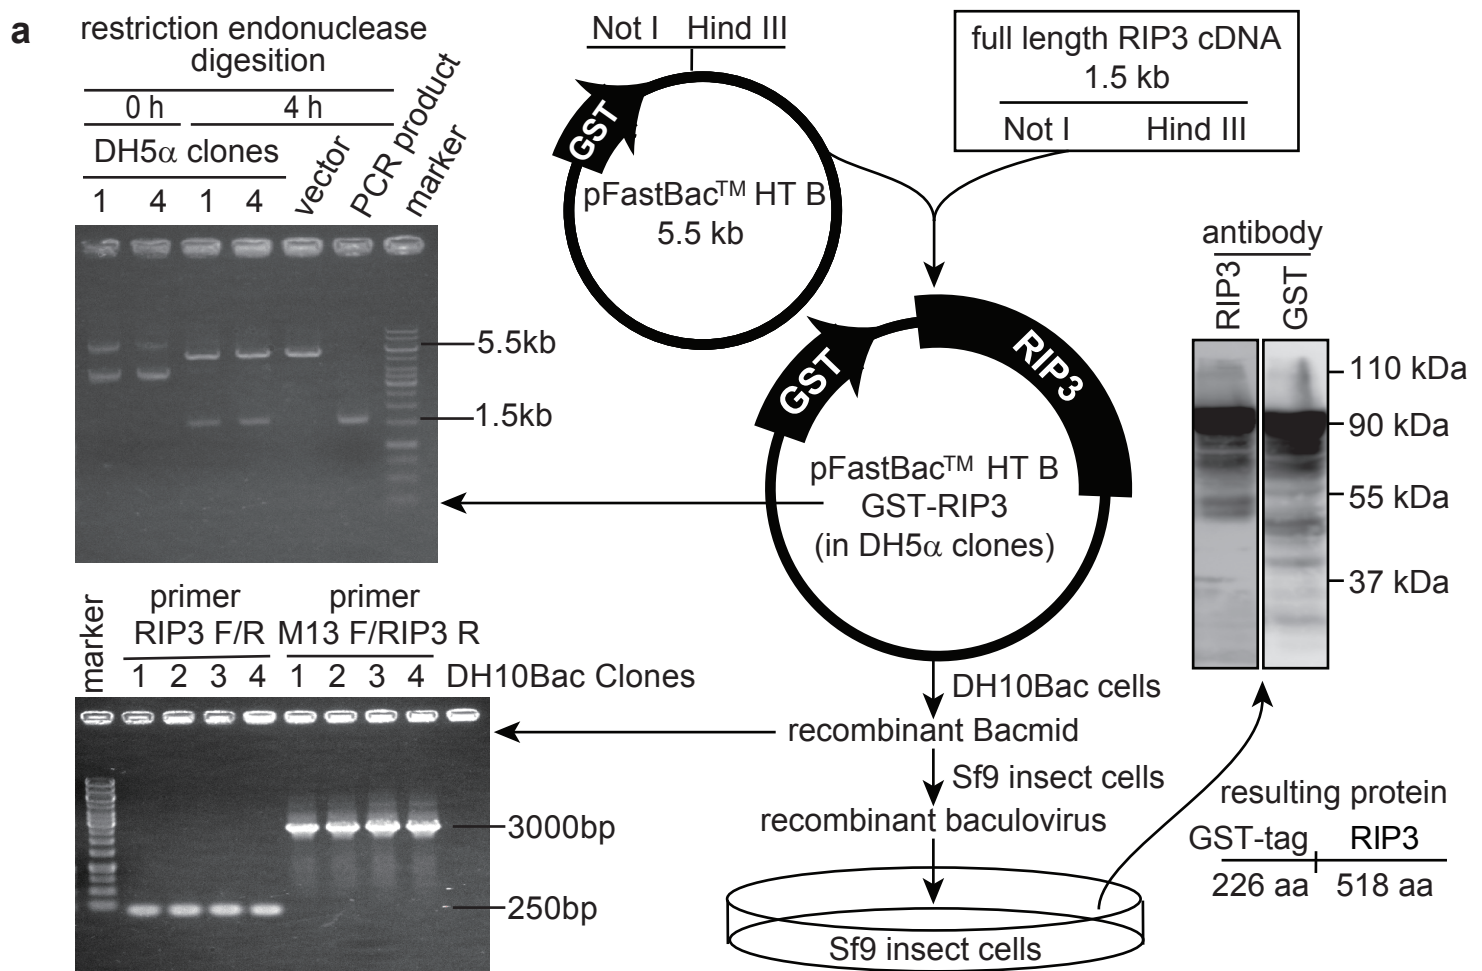 a
restriction endonuclease
digesition
0 h
4 h
DH5α clones
1 4 1 4
vector
PCR product
marker
5.5kb
1.5kb
Not I Hind III
GST
pFastBac™ HT B
5.5 kb
full length RIP3 cDNA
1.5 kb
Not I Hind III
GST
RIP3
pFastBac™ HT B
GST-RIP3
(in DH5α clones)
antibody
RIP3
GST
110 kDa
90 kDa
55 kDa
37 kDa
marker
primer primer
RIP3 F/R M13 F/RIP3 R
1 2 3 4 1 2 3 4 DH10Bac Clones
3000bp
250bp
DH10Bac cells
recombinant Bacmid
Sf9 insect cells
recombinant baculovirus
Sf9 insect cells
resulting protein
GST-tag RIP3
226 aa 518 aa